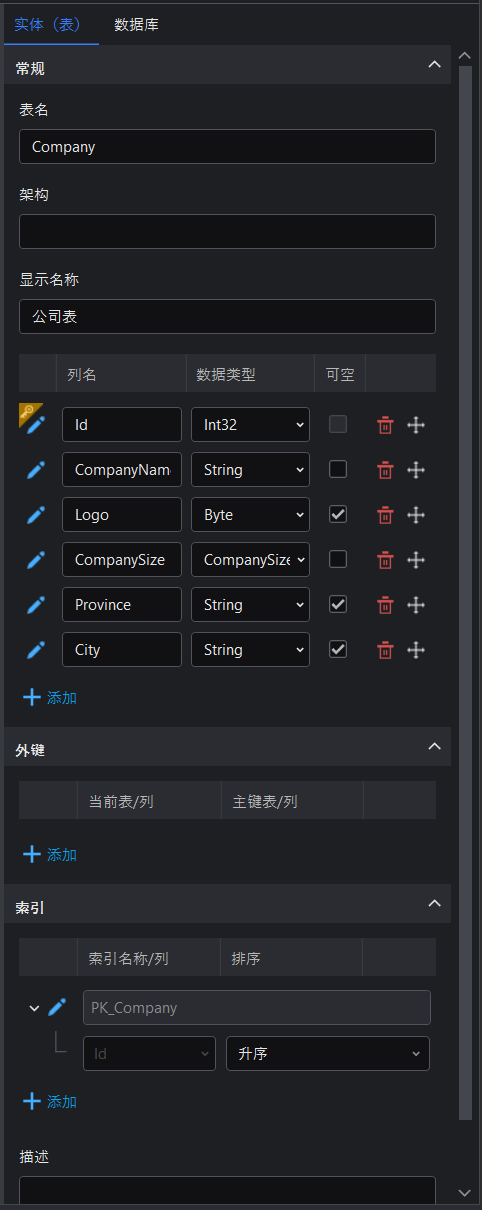 实体（表） 数据库
常规
表名
Company
架构
显示名称
公司表
列名 数据类型 可空
Id Int32
CompanyName String
Logo Byte
CompanySize CompanySize
Province String
City String
添加
外键
当前表/列 主键表/列
添加
索引
索引名称/列 排序
PK_Company
Id 升序
添加
描述